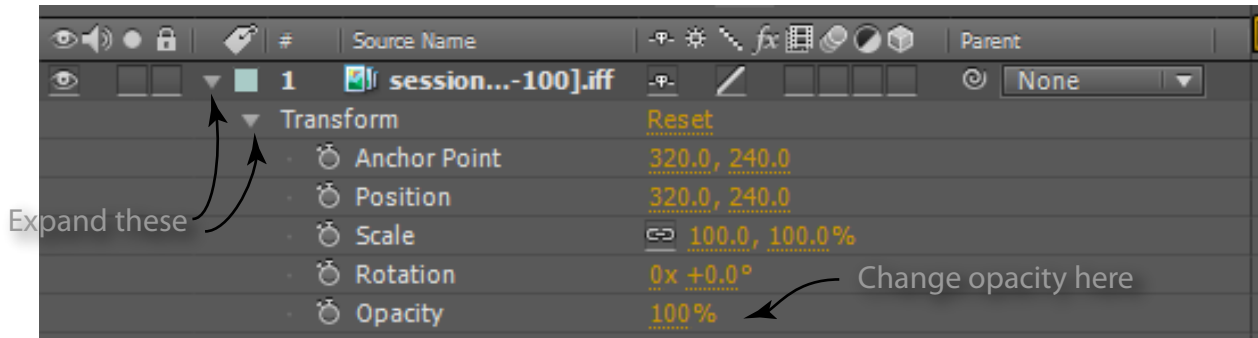 # Source Name fx Parent
1 session...-100].iff None
Transform Reset
Anchor Point 320.0, 240.0
Position 320.0, 240.0
Expand these
Scale 100.0, 100.0%
Rotation 0x +0.0°
Change opacity here
Opacity 100%